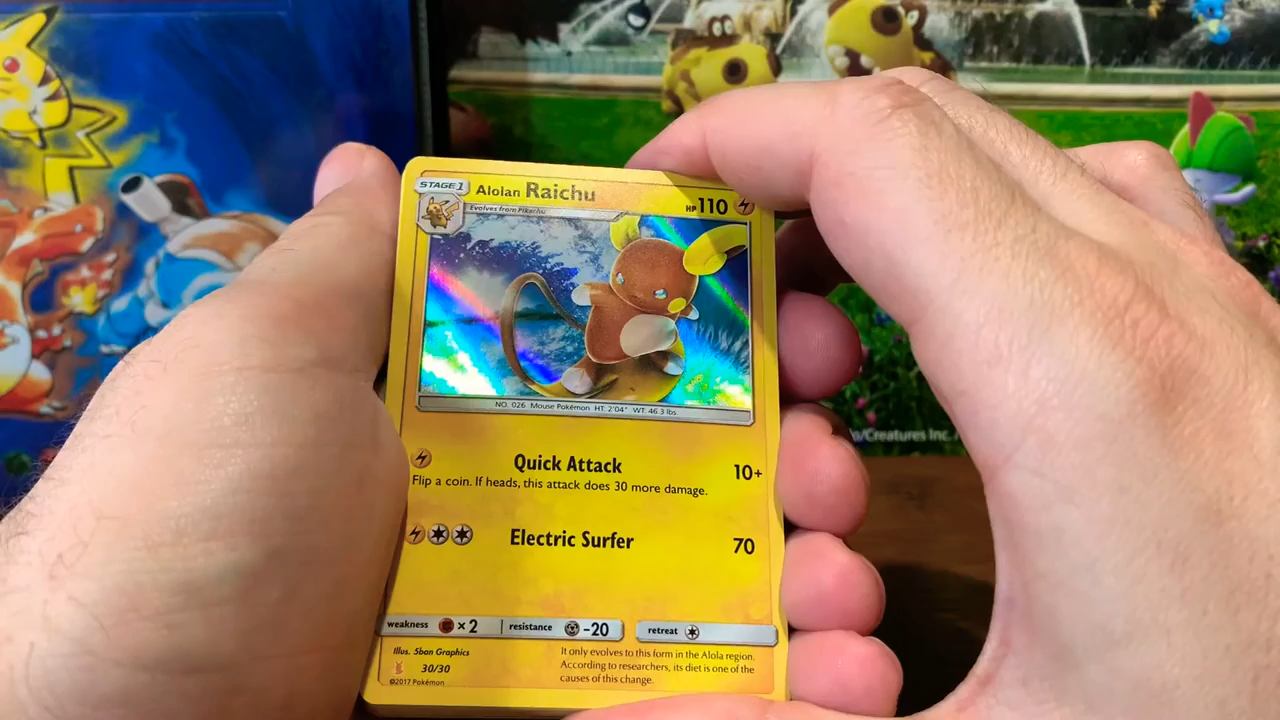 STAGE 1
Alolan Raichu
HP 110
Evolves from Pikachu
NO. 026 Mouse Pokémon HT: 2'04" WT: 46.3 lbs.
Quick Attack 10+
Flip a coin. If heads, this attack does 30 more damage.
Electric Surfer 70
weakness ×2 resistance -20 retreat
Illus. 5ban Graphics
30/30
©2017 Pokémon
It only evolves to this form in the Alola region.
According to researchers, its diet is one of the
causes of this change.
/Creatures Inc.